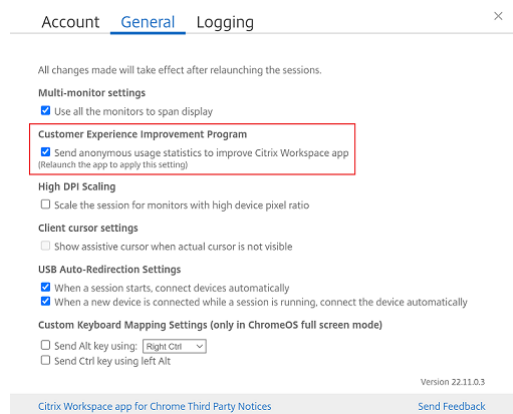 Account General Logging
All changes made will take effect after relaunching the sessions.
Multi-monitor settings
Use all the monitors to span display
Customer Experience Improvement Program
Send anonymous usage statistics to improve Citrix Workspace app
(Relaunch the app to apply this setting)
High DPI Scaling
Scale the session for monitors with high device pixel ratio
Client cursor settings
Show assistive cursor when actual cursor is not visible
USB Auto-Redirection Settings
When a session starts, connect devices automatically
When a new device is connected while a session is running, connect the device automatically
Custom Keyboard Mapping Settings (only in ChromeOS full screen mode)
Send Alt key using: Right Ctrl
Send Ctrl key using left Alt
Version 22.11.0.3
Citrix Workspace app for Chrome Third Party Notices Send Feedback